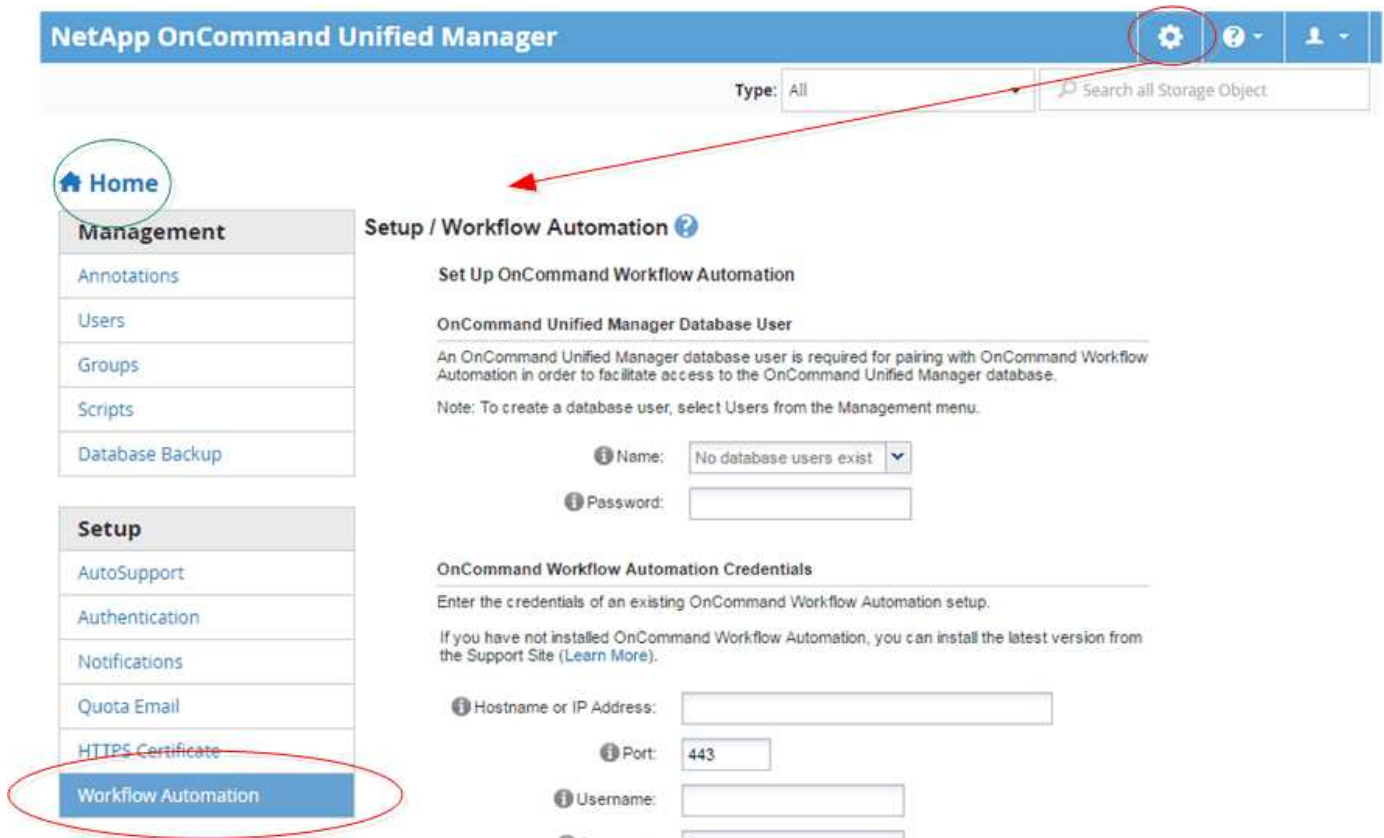 NetApp OnCommand Unified Manager
Type: All
Search all Storage Object
Home
Management
Annotations
Users
Groups
Scripts
Database Backup
Setup
AutoSupport
Authentication
Notifications
Quota Email
HTTPS Certificate
Workflow Automation
Setup / Workflow Automation
Set Up OnCommand Workflow Automation
OnCommand Unified Manager Database User
An OnCommand Unified Manager database user is required for pairing with OnCommand Workflow
Automation in order to facilitate access to the OnCommand Unified Manager database.
Note: To create a database user, select Users from the Management menu.
Name: No database users exist
Password:
OnCommand Workflow Automation Credentials
Enter the credentials of an existing OnCommand Workflow Automation setup.
If you have not installed OnCommand Workflow Automation, you can install the latest version from
the Support Site (Learn More).
Hostname or IP Address:
Port: 443
Username: